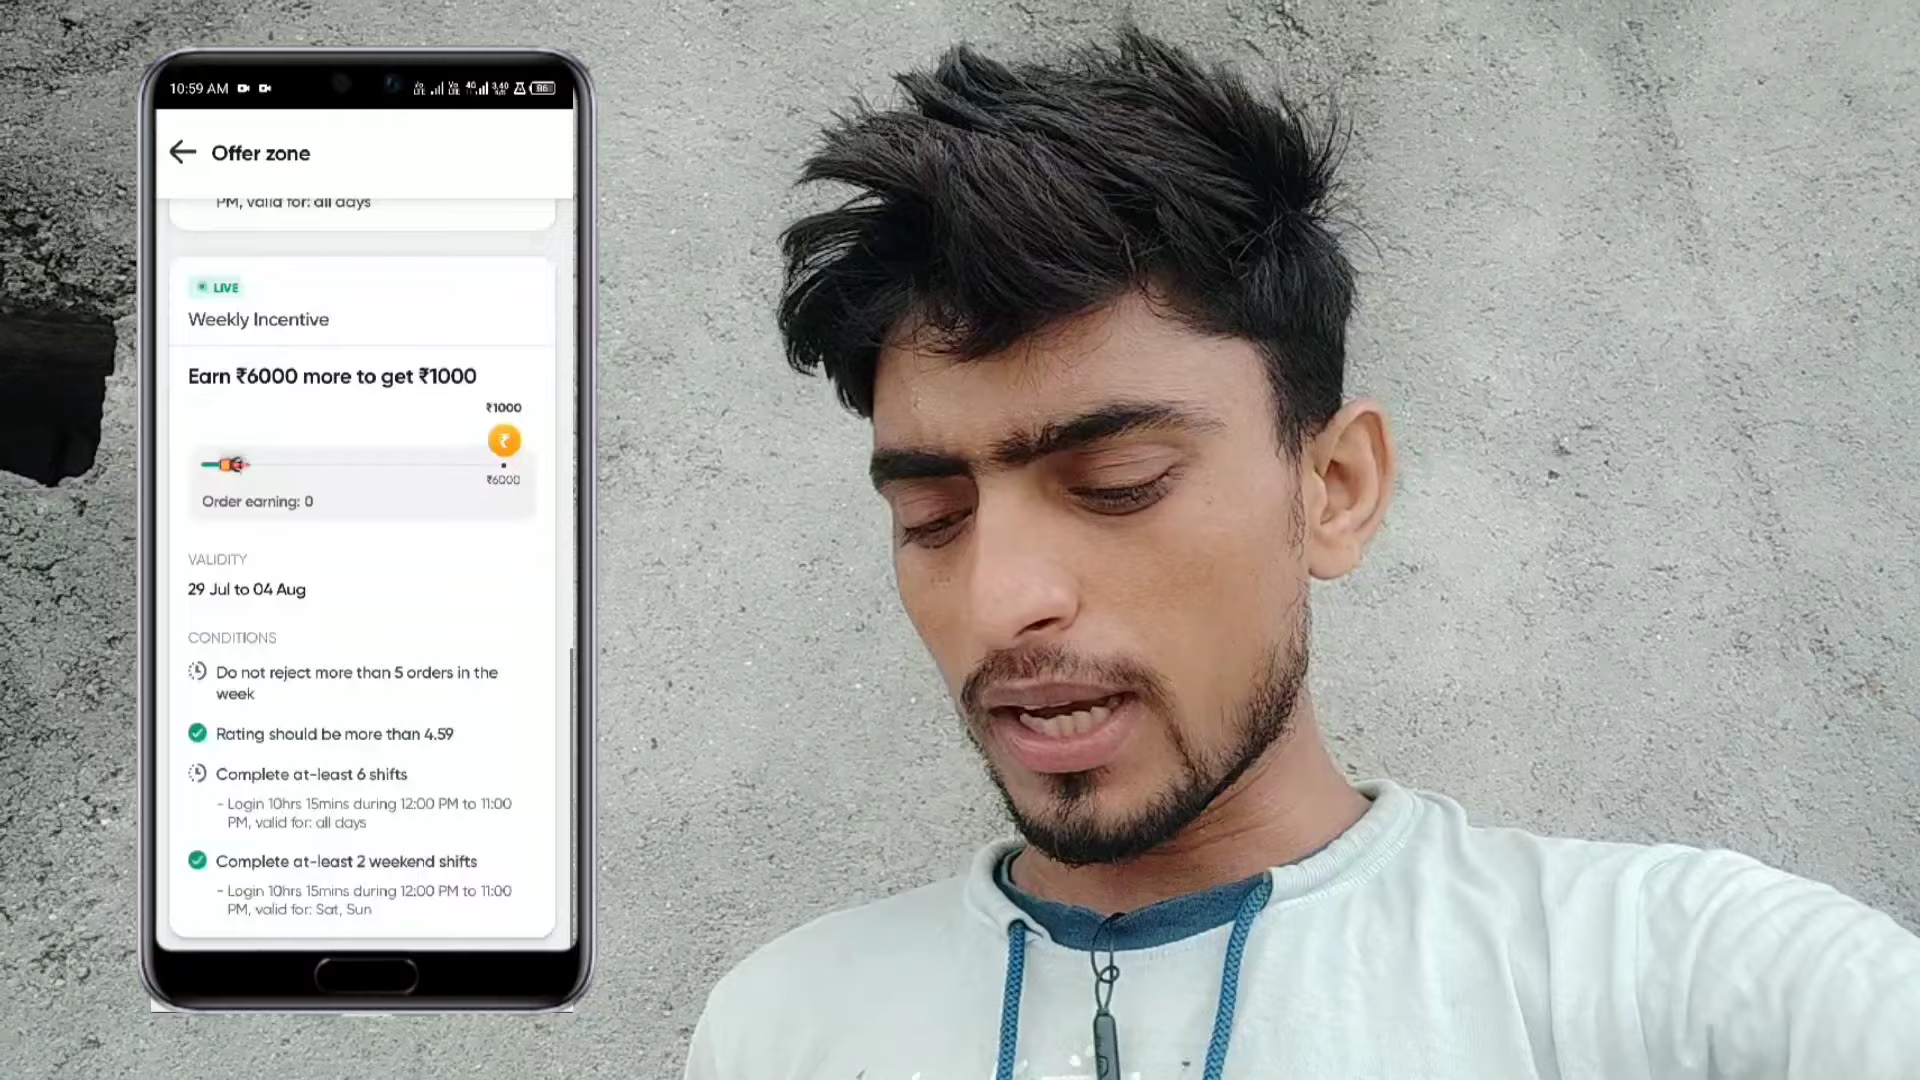 10:59 AM
Offer zone
PM, valid for: all days
LIVE
Weekly Incentive
Earn ₹6000 more to get ₹1000
₹1000
₹6000
Order earning: 0
VALIDITY
29 Jul to 04 Aug
CONDITIONS
Do not reject more than 5 orders in the
week
Rating should be more than 4.59
Complete at-least 6 shifts
- Login 10hrs 15mins during 12:00 PM to 11:00
PM, valid for: all days
Complete at-least 2 weekend shifts
- Login 10hrs 15mins during 12:00 PM to 11:00
PM, valid for: Sat, Sun